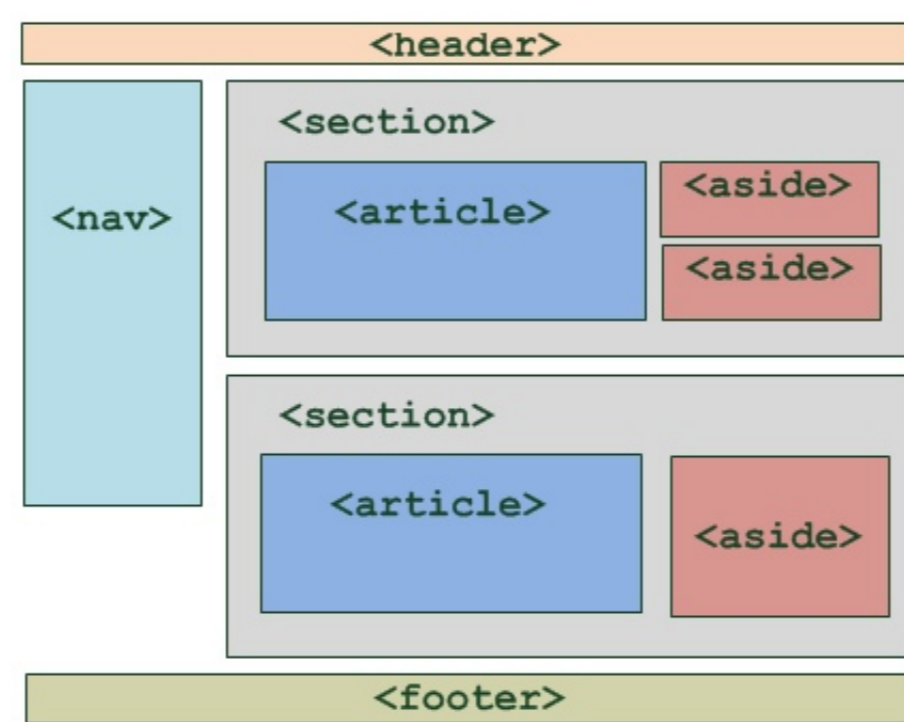 <header>
<nav>
<section>
<article>
<aside>
<aside>
<section>
<article>
<aside>
<footer>